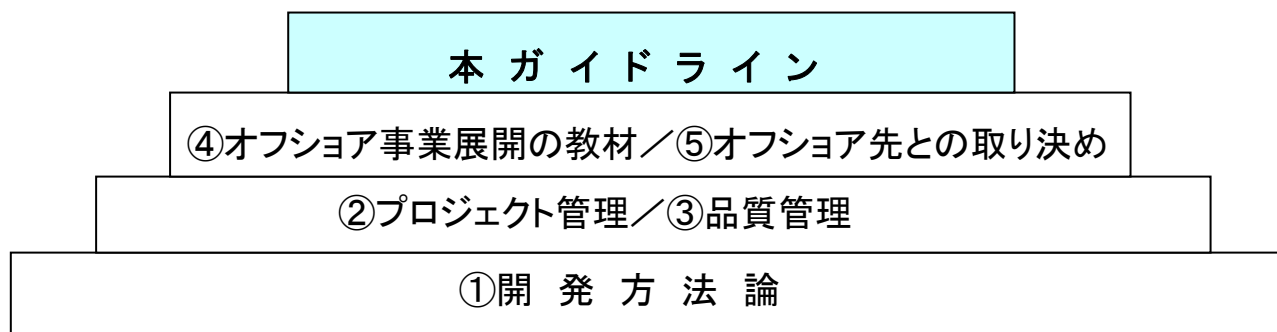 本 ガ イ ド ラ イ ン
④オフショア事業展開の教材／⑤オフショア先との取り決め
②プロジェクト管理／③品質管理
①開 発 方 法 論